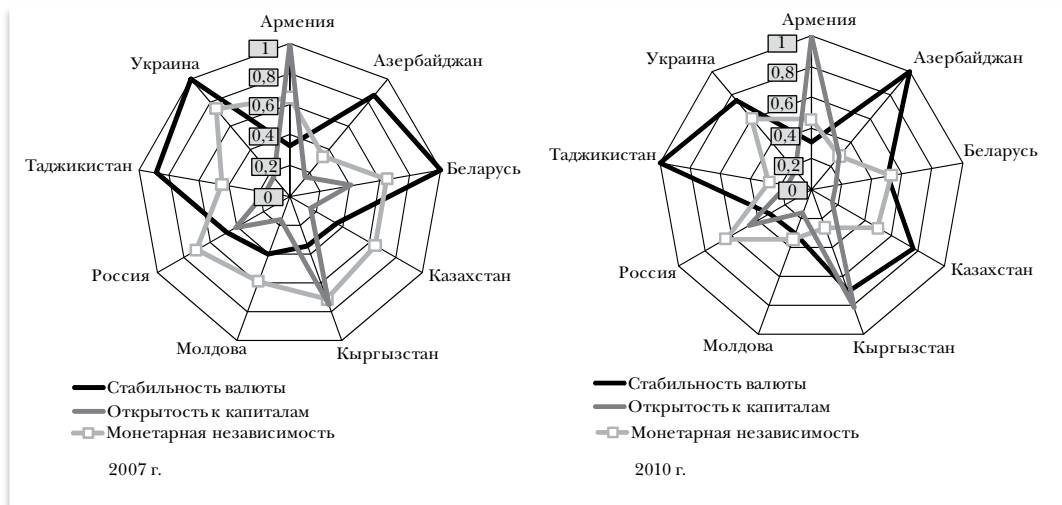 Армения
Украина
Азербайджан
1
0,8
0,6
0,4
0,2
0
Таджикистан
Беларусь
Россия
Казахстан
Молдова
Кыргызстан
Стабильность валюты
Открытость к капиталам
Монетарная независимость
2007 г.
Армения
Украина
Азербайджан
1
0,8
0,6
0,4
0,2
0
Таджикистан
Беларусь
Россия
Казахстан
Молдова
Кыргызстан
Стабильность валюты
Открытость к капиталам
Монетарная независимость
2010 г.